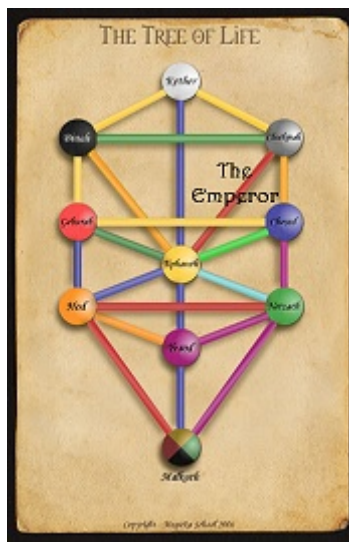 The Tree of Life
Kether
Binah
Chokmah
The
Emperor
Geburah
Chesed
Tiphareth
Hod
Netzach
Yesod
Malkuth